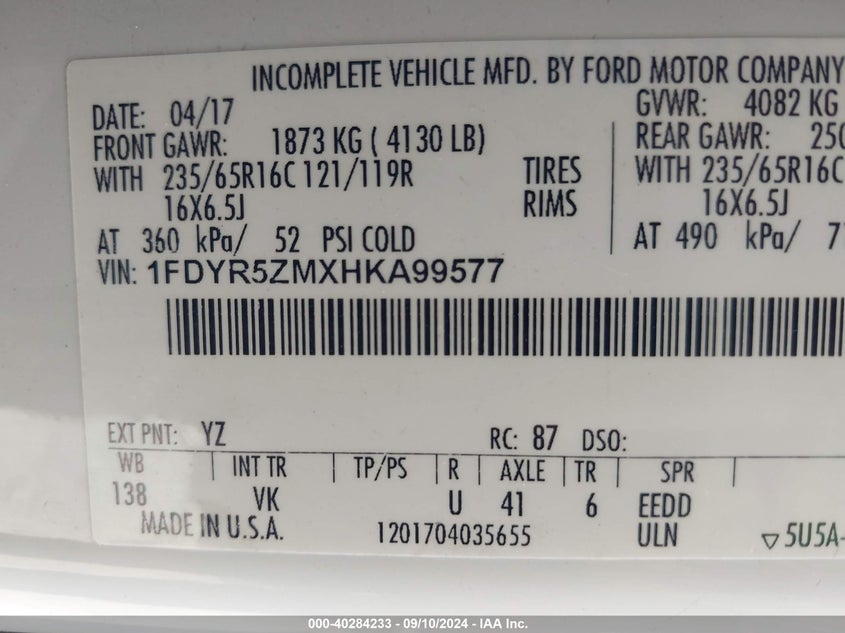 INCOMPLETE VEHICLE MFD. BY FORD MOTOR COMPANY
DATE: 04/17
GVWR: 4082 KG
FRONT GAWR: 1873 KG ( 4130 LB)
REAR GAWR: 250
WITH 235/65R16C 121/119R TIRES WITH 235/65R16C
16X6.5J RIMS 16X6.5J
AT 360 kPa/ 52 PSI COLD AT 490 kPa/ 7
VIN: 1FDYR5ZMXHKA99577
EXT PNT: YZ RC: 87 DSO:
WB INT TR TP/PS R AXLE TR SPR
138 VK U 41 6 EEDD
MADE IN U.S.A. 1201704035655 ULN ▽5U5A-
000-40284233 - 09/10/2024 - IAA Inc.